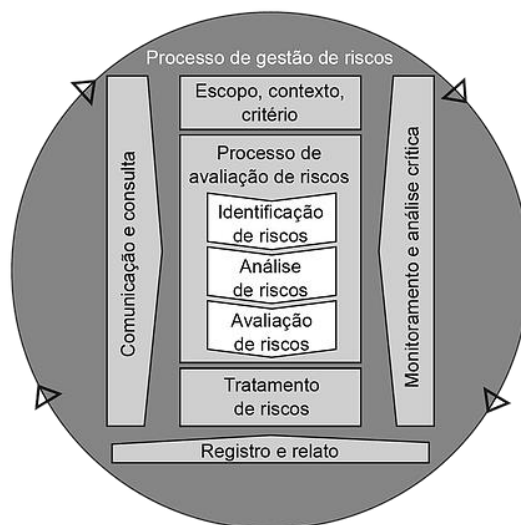 Processo de gestão de riscos
Escopo, contexto,
critério
Processo de
avaliação de riscos
Identificação
de riscos
Análise
de riscos
Avaliação
de riscos
Tratamento
de riscos
Comunicação e consulta
Monitoramento e análise crítica
Registro e relato